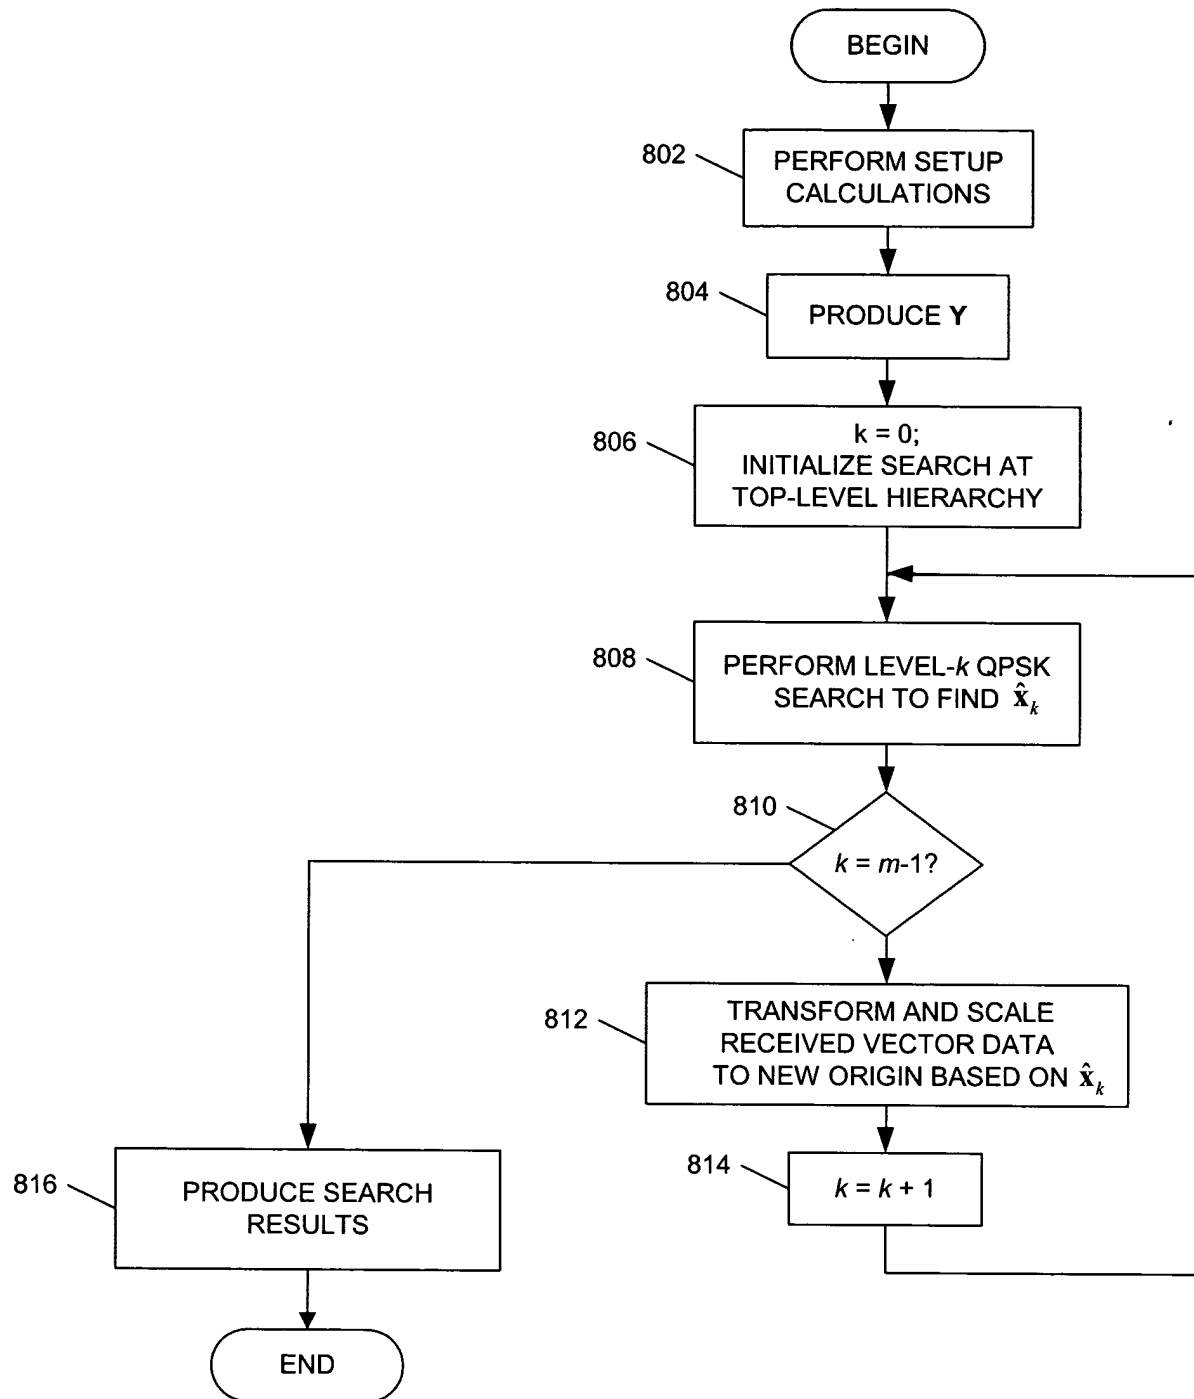 BEGIN
802
PERFORM SETUP
CALCULATIONS
804
PRODUCE Y
806
k = 0;
INITIALIZE SEARCH AT
TOP-LEVEL HIERARCHY
808
PERFORM LEVEL-k QPSK
SEARCH TO FIND x̂ₖ
810
k = m-1?
812
TRANSFORM AND SCALE
RECEIVED VECTOR DATA
TO NEW ORIGIN BASED ON x̂ₖ
814
k = k + 1
816
PRODUCE SEARCH
RESULTS
END